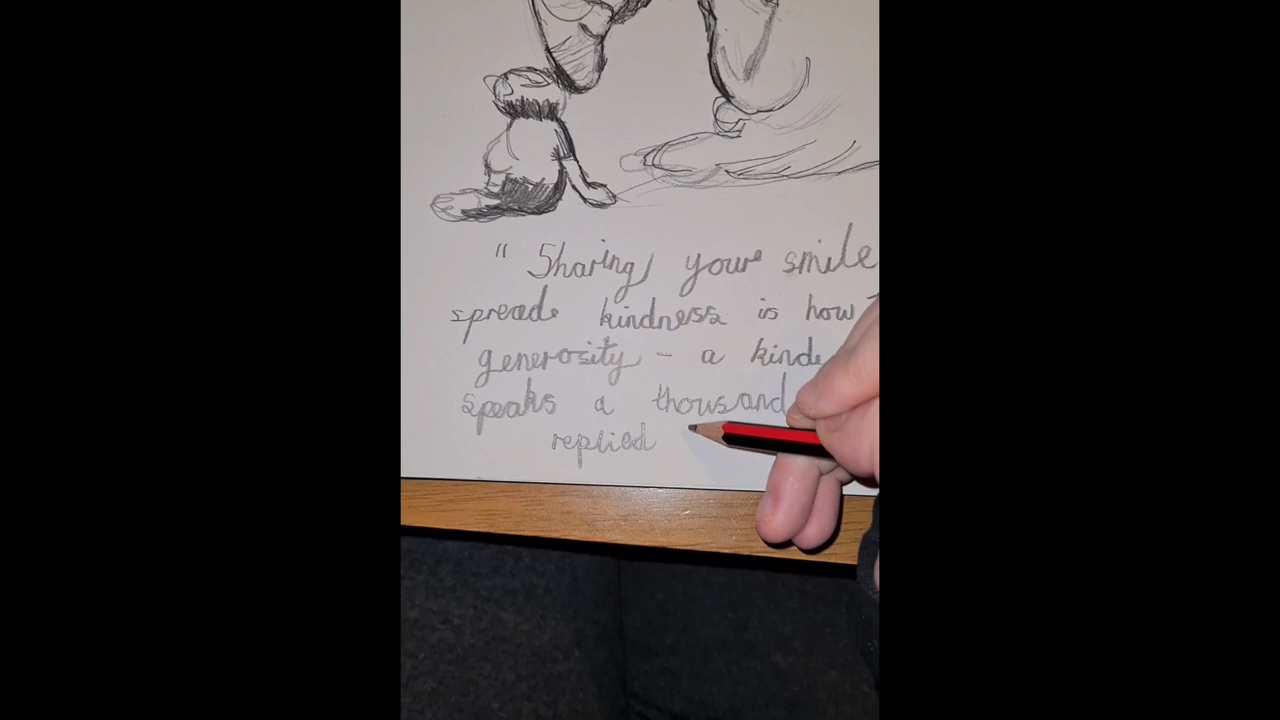 " Sharing your smile
spreads kindness is how
generosity - a kind
speaks a thousand
replied